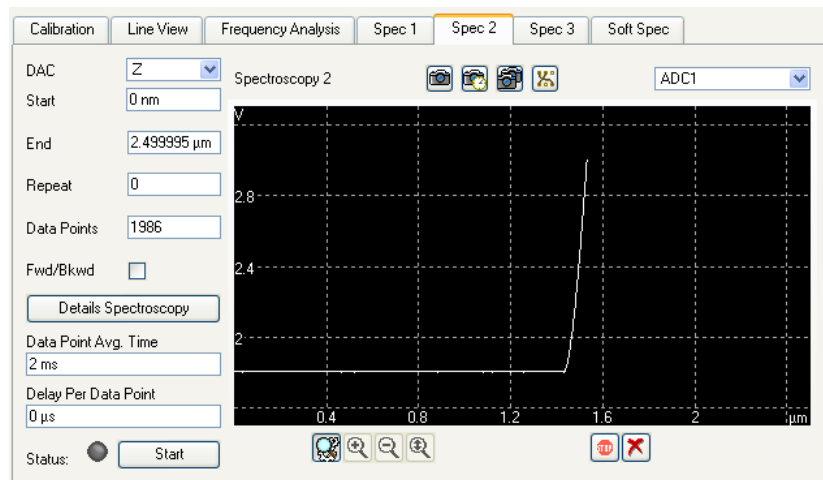 Calibration Line View Frequency Analysis Spec 1 Spec 2 Spec 3 Soft Spec
DAC Z
Start 0 nm
End 2.499995 µm
Repeat 0
Data Points 1986
Fwd/Bkwd
Details Spectroscopy
Data Point Avg. Time
2 ms
Delay Per Data Point
0 µs
Status: Start
Spectroscopy 2 ADC1
V
2.8
2.4
2
0.4 0.8 1.2 1.6 2 µm
STOP